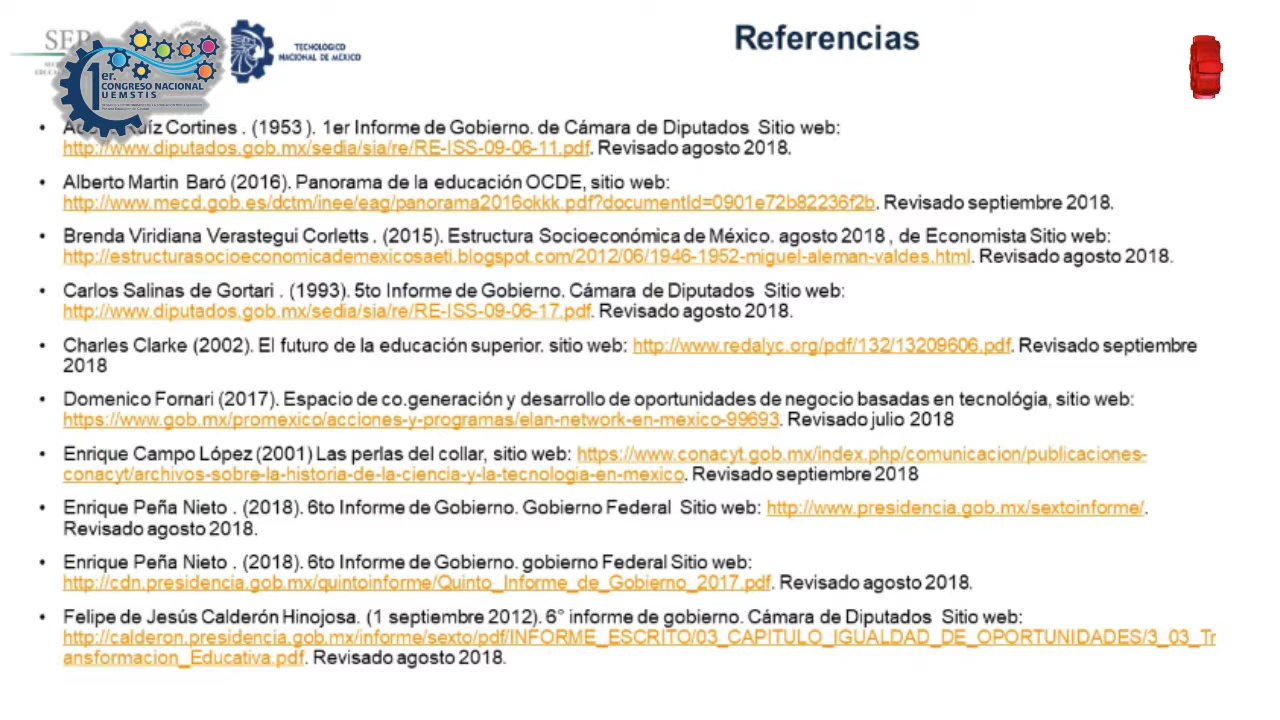 SEP
TECNOLÓGICO
NACIONAL DE MÉXICO
1er.
CONGRESO NACIONAL
UEMSTIS
Referencias
• Ruíz Cortines . (1953 ). 1er Informe de Gobierno. de Cámara de Diputados Sitio web:
http://www.diputados.gob.mx/sedia/sia/re/RE-ISS-09-06-11.pdf. Revisado agosto 2018.
• Alberto Martin Baró (2016). Panorama de la educación OCDE, sitio web:
http://www.mecd.gob.es/dctm/inee/eag/panorama2016okkk.pdf?documentId=0901e72b82236f2b. Revisado septiembre 2018.
• Brenda Viridiana Verastegui Corletts . (2015). Estructura Socioeconómica de México. agosto 2018 , de Economista Sitio web:
http://estructurasocioeconomicademexicosaeti.blogspot.com/2012/06/1946-1952-miguel-aleman-valdes.html. Revisado agosto 2018.
• Carlos Salinas de Gortari . (1993). 5to Informe de Gobierno. Cámara de Diputados Sitio web:
http://www.diputados.gob.mx/sedia/sia/re/RE-ISS-09-06-17.pdf. Revisado agosto 2018.
• Charles Clarke (2002). El futuro de la educación superior. sitio web: http://www.redalyc.org/pdf/132/13209606.pdf. Revisado septiembre
2018
• Domenico Fornari (2017). Espacio de co.generación y desarrollo de oportunidades de negocio basadas en tecnológia, sitio web:
https://www.gob.mx/promexico/acciones-y-programas/elan-network-en-mexico-99693. Revisado julio 2018
• Enrique Campo López (2001) Las perlas del collar, sitio web: https://www.conacyt.gob.mx/index.php/comunicacion/publicaciones-
conacyt/archivos-sobre-la-historia-de-la-ciencia-y-la-tecnologia-en-mexico. Revisado septiembre 2018
• Enrique Peña Nieto . (2018). 6to Informe de Gobierno. Gobierno Federal Sitio web: http://www.presidencia.gob.mx/sextoinforme/.
Revisado agosto 2018.
• Enrique Peña Nieto . (2018). 6to Informe de Gobierno. gobierno Federal Sitio web:
http://cdn.presidencia.gob.mx/quintoinforme/Quinto_Informe_de_Gobierno_2017.pdf. Revisado agosto 2018.
• Felipe de Jesús Calderón Hinojosa. (1 septiembre 2012). 6° informe de gobierno. Cámara de Diputados Sitio web:
http://calderon.presidencia.gob.mx/informe/sexto/pdf/INFORME_ESCRITO/03_CAPITULO_IGUALDAD_DE_OPORTUNIDADES/3_03_Tr
ansformacion_Educativa.pdf. Revisado agosto 2018.